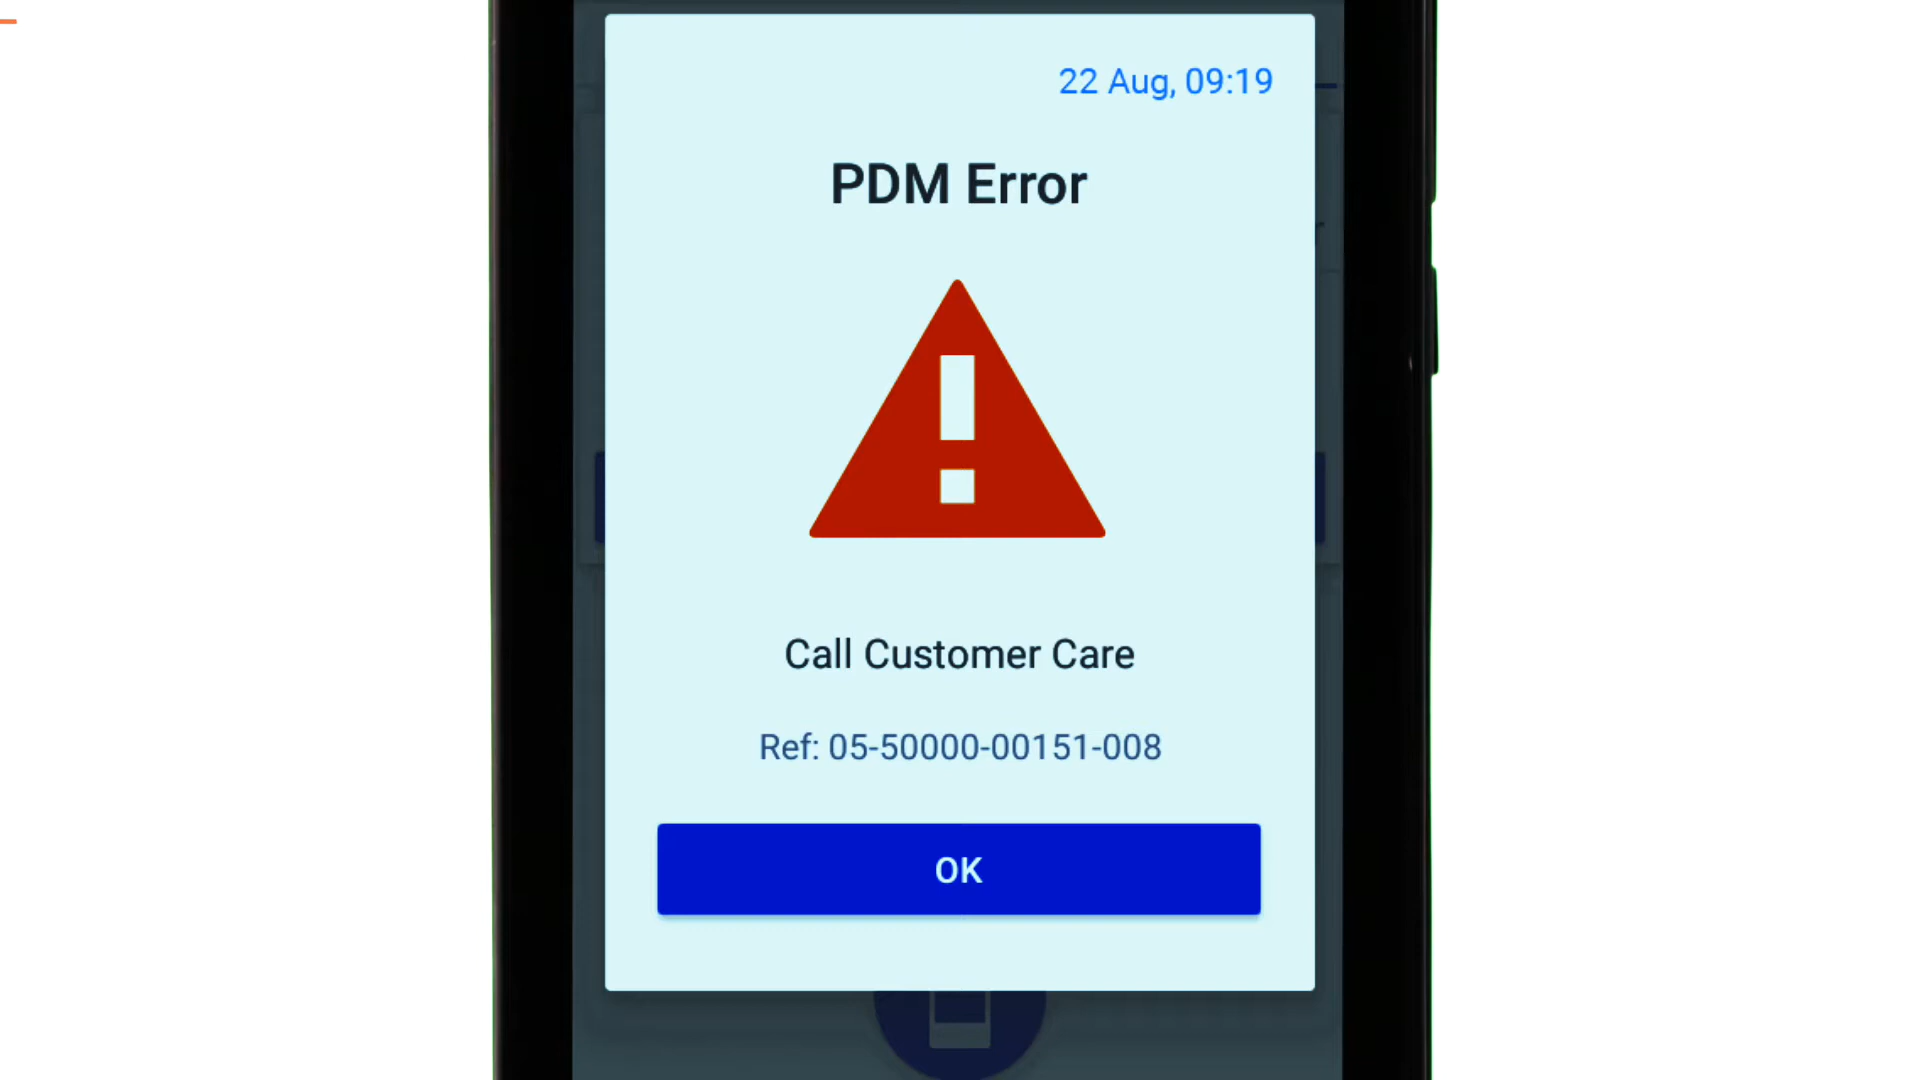 22 Aug, 09:19
PDM Error
Call Customer Care
Ref: 05-50000-00151-008
OK